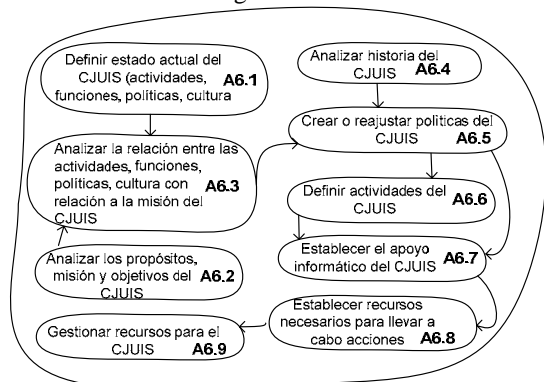 Definir estado actual del
CJUIS (actividades, A6.1
funciones, políticas, cultura
Analizar la relación entre las
actividades, funciones,
políticas, cultura con A6.3
relación a la misión del
CJUIS
Analizar los propósitos,
misión y objetivos del A6.2
CJUIS
Analizar historia del
CJUIS A6.4
Crear o reajustar políticas del
CJUIS A6.5
Definir actividades del
CJUIS A6.6
Establecer el apoyo
informático del CJUIS A6.7
Establecer recursos
necesarios para llevar a
cabo acciones A6.8
Gestionar recursos para el
CJUIS A6.9